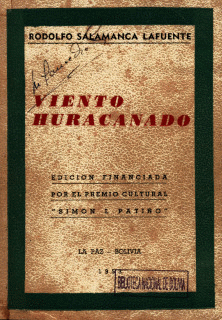 RODOLFO SALAMANCA LAFUENTE
VIENTO
HURACANADO
EDICION FINANCIADA
POR EL PREMIO CULTURAL
"SIMON I. PATIÑO"
LA PAZ - BOLIVIA
BIBLIOTECA NACIONAL DE BOLIVIA